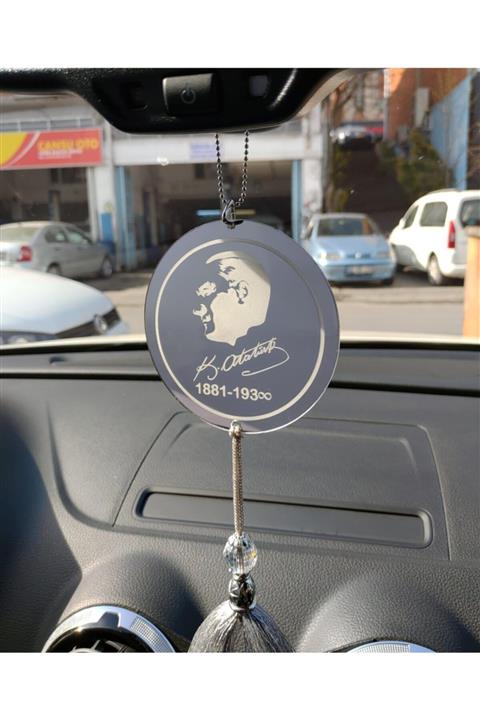 CANSU OTO
K. Atatürk
1881-193∞